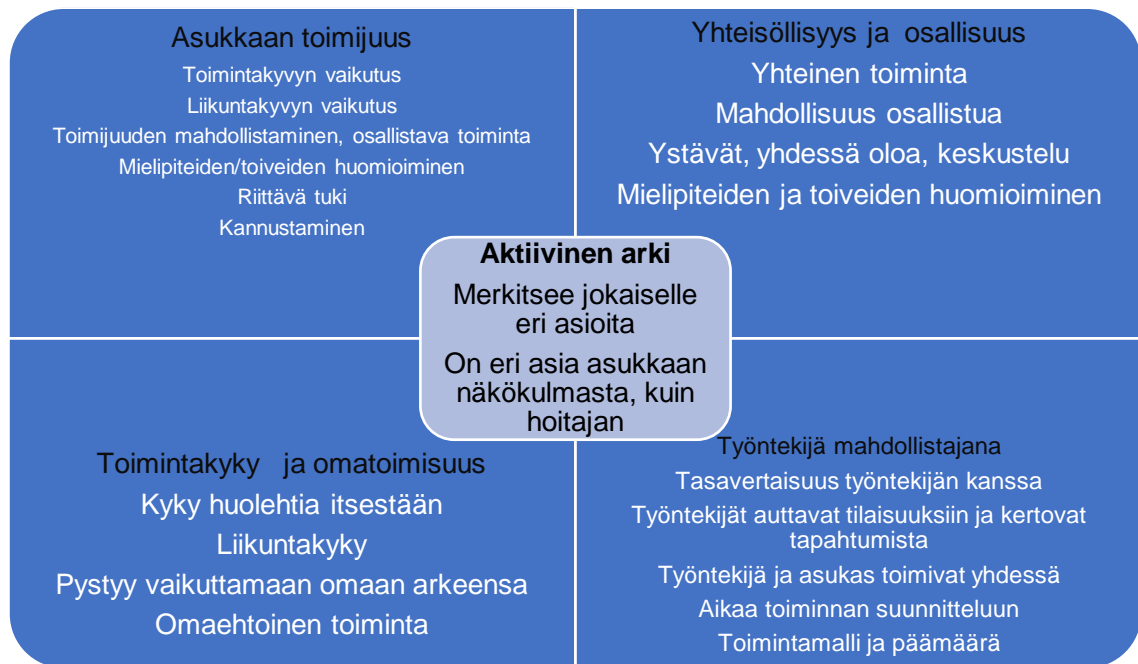 Asukkaan toimijuus
Toimintakyvyn vaikutus
Liikuntakyvyn vaikutus
Toimijuuden mahdollistaminen, osallistava toiminta
Mielipiteiden/toiveiden huomioiminen
Riittävä tuki
Kannustaminen
Yhteisöllisyys ja osallisuus
Yhteinen toiminta
Mahdollisuus osallistua
Ystävät, yhdessä oloa, keskustelu
Mielipiteiden ja toiveiden huomioiminen
Aktiivinen arki
Merkitsee jokaiselle
eri asioita
On eri asia asukkaan
näkökulmasta, kuin
hoitajan
Toimintakyky ja omatoimisuus
Kyky huolehtia itsestään
Liikuntakyky
Pystyy vaikuttamaan omaan arkeensa
Omaehtoinen toiminta
Työntekijä mahdollistajana
Tasavertaisuus työntekijän kanssa
Työntekijät auttavat tilaisuuksiin ja kertovat
tapahtumista
Työntekijä ja asukas toimivat yhdessä
Aikaa toiminnan suunnitteluun
Toimintamalli ja päämäärä